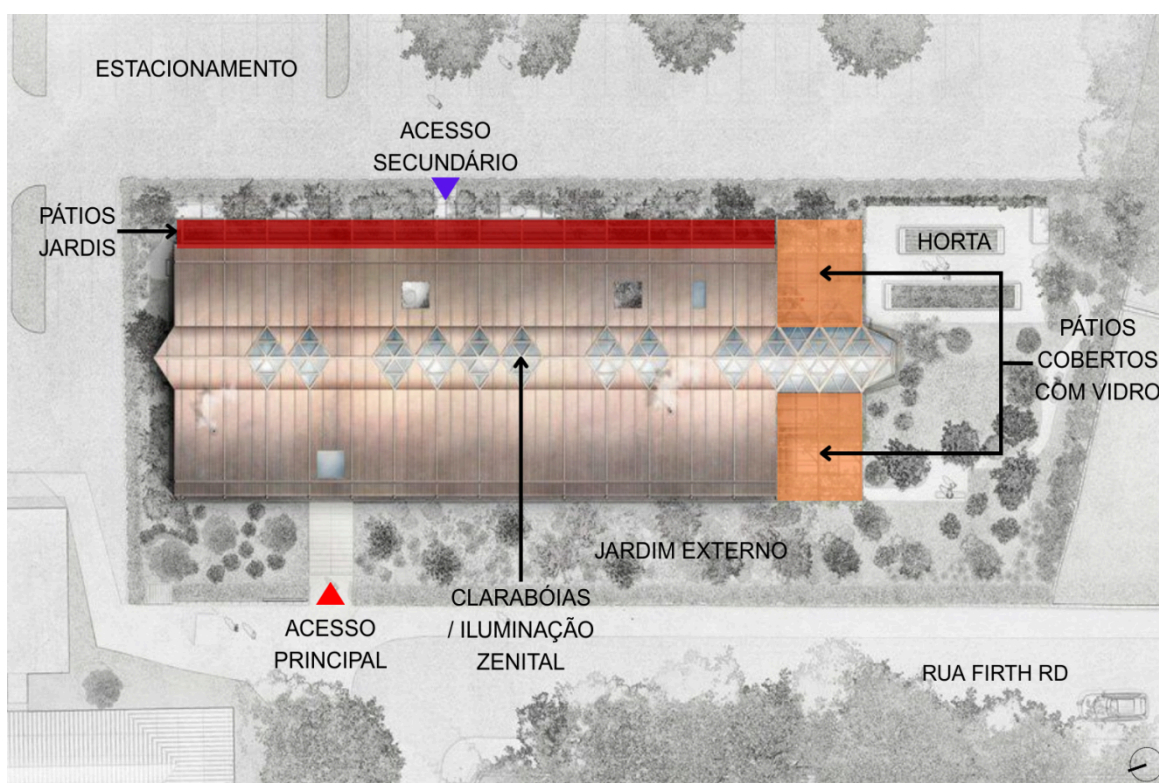 ESTACIONAMENTO
ACESSO
SECUNDÁRIO
PÁTIOS
JARDIS
HORTA
PÁTIOS
COBERTOS
COM VIDRO
JARDIM EXTERNO
CLARABÓIAS
/ ILUMINAÇÃO
ZENITAL
ACESSO
PRINCIPAL
RUA FIRTH RD